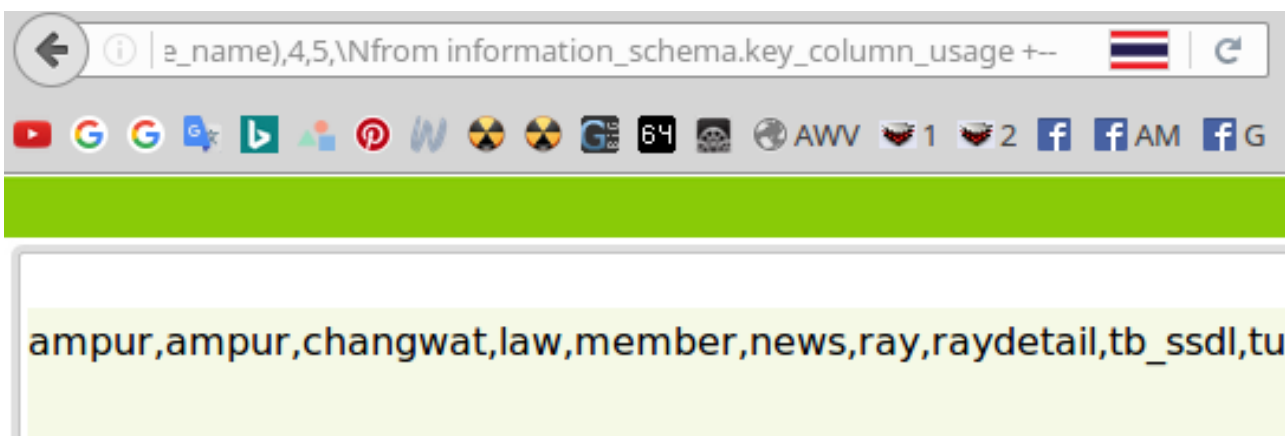 e_name),4,5,\Nfrom information_schema.key_column_usage +--
64 AWV 1 2 f f AM f G
ampur,ampur,changwat,law,member,news,ray,raydetail,tb_ssdl,tu